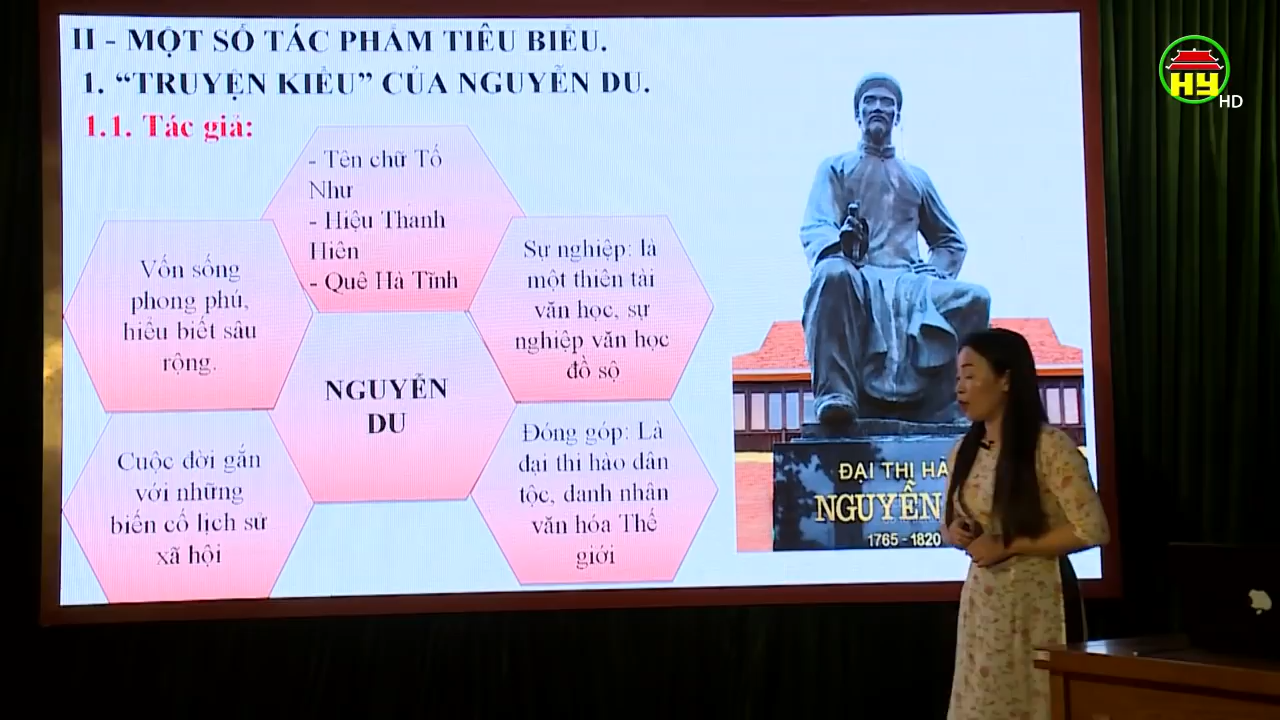 II - MỘT SỐ TÁC PHẨM TIÊU BIỂU.
1. “TRUYỆN KIỀU” CỦA NGUYỄN DU.
1.1. Tác giả:
- Tên chữ Tố
Như
- Hiệu Thanh
Hiên
- Quê Hà Tĩnh
Vốn sống
phong phú,
hiểu biết sâu
rộng.
Sự nghiệp: là
một thiên tài
văn học, sự
nghiệp văn học
đồ sộ
NGUYỄN
DU
Cuộc đời gắn
với những
biến cố lịch sử
xã hội
Đóng góp: Là
đại thi hào dân
tộc, danh nhân
văn hóa Thế
giới
ĐẠI THI HÀ
NGUYỄN
1765 - 1820
HY
HD